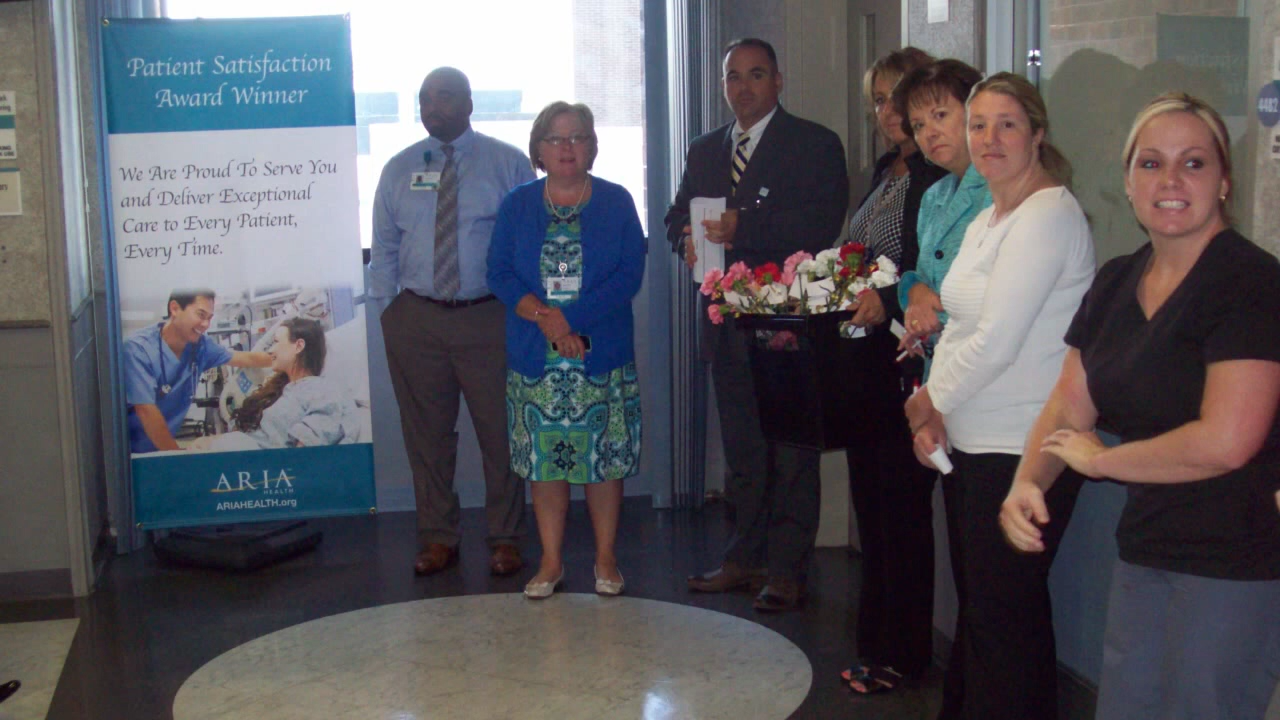 Patient Satisfaction
Award Winner
We Are Proud To Serve You
and Deliver Exceptional
Care to Every Patient,
Every Time.
ARIA
HEALTH
ARIAHEALTH.org
4462